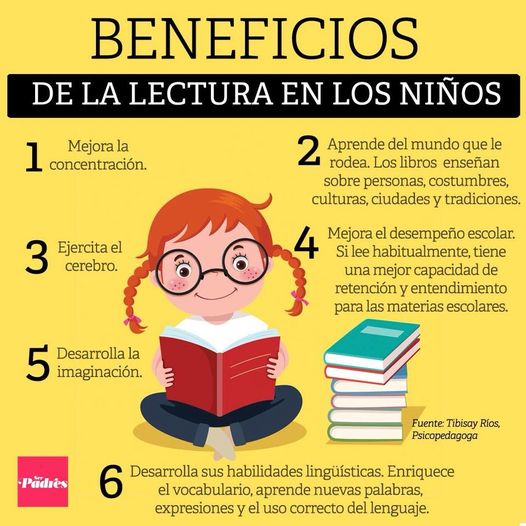 BENEFICIOS
DE LA LECTURA EN LOS NIÑOS
1 Mejora la
concentración.
2 Aprende del mundo que le
rodea. Los libros enseñan
sobre personas, costumbres,
culturas, ciudades y tradiciones.
3 Ejercita el
cerebro.
4 Mejora el desempeño escolar.
Si lee habitualmente, tiene
una mejor capacidad de
retención y entendimiento
para las materias escolares.
5 Desarrolla la
imaginación.
Fuente: Tibisay Ríos,
Psicopedagoga
Ser
Padres
6 Desarrolla sus habilidades lingüísticas. Enriquece
el vocabulario, aprende nuevas palabras,
expresiones y el uso correcto del lenguaje.